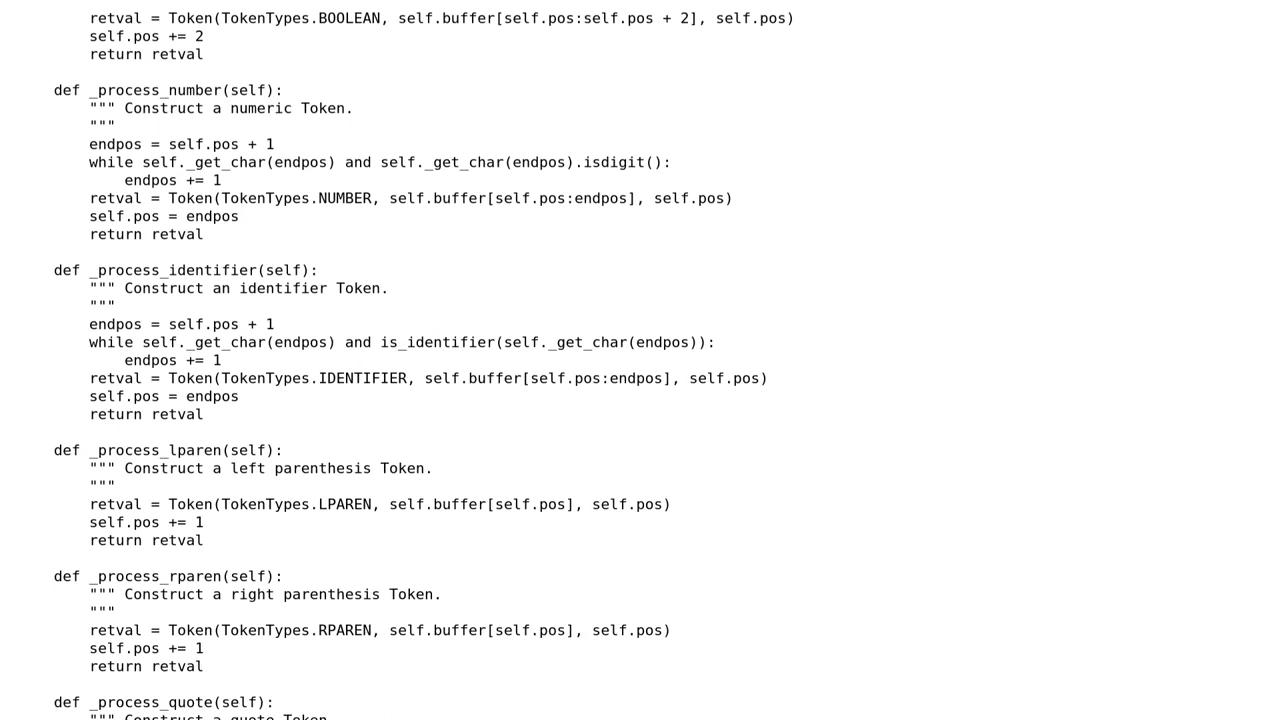 retval = Token(TokenTypes.BOOLEAN, self.buffer[self.pos:self.pos + 2], self.pos)
        self.pos += 2
        return retval

    def _process_number(self):
        """ Construct a numeric Token.
        """
        endpos = self.pos + 1
        while self._get_char(endpos) and self._get_char(endpos).isdigit():
            endpos += 1
        retval = Token(TokenTypes.NUMBER, self.buffer[self.pos:endpos], self.pos)
        self.pos = endpos
        return retval

    def _process_identifier(self):
        """ Construct an identifier Token.
        """
        endpos = self.pos + 1
        while self._get_char(endpos) and is_identifier(self._get_char(endpos)):
            endpos += 1
        retval = Token(TokenTypes.IDENTIFIER, self.buffer[self.pos:endpos], self.pos)
        self.pos = endpos
        return retval

    def _process_lparen(self):
        """ Construct a left parenthesis Token.
        """
        retval = Token(TokenTypes.LPAREN, self.buffer[self.pos], self.pos)
        self.pos += 1
        return retval

    def _process_rparen(self):
        """ Construct a right parenthesis Token.
        """
        retval = Token(TokenTypes.RPAREN, self.buffer[self.pos], self.pos)
        self.pos += 1
        return retval

    def _process_quote(self):
        """ Construct a quote Token.